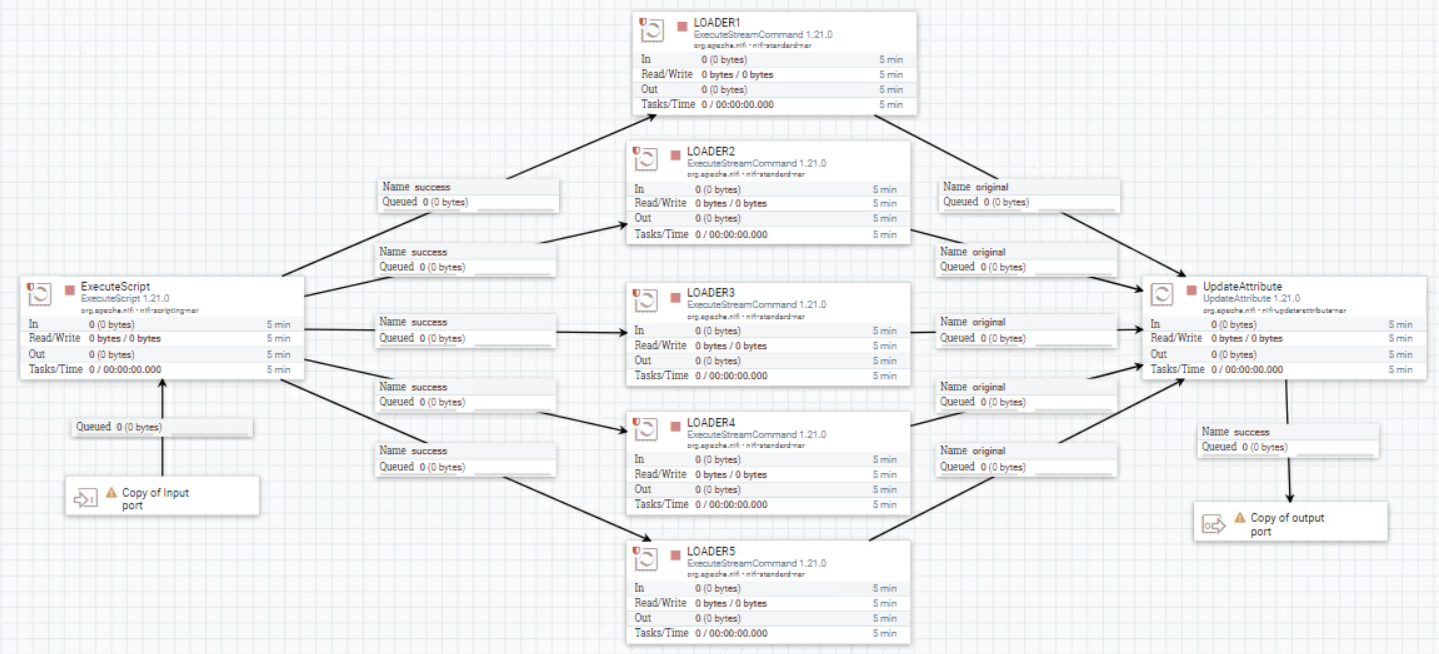 LOADER1
ExecuteStreamCommand 1.21.0
org.apache.nifi - nifi-standard-nar
In 0 (0 bytes) 5 min
Read/Write 0 bytes / 0 bytes 5 min
Out 0 (0 bytes) 5 min
Tasks/Time 0 / 00:00:00.000 5 min
LOADER2
ExecuteStreamCommand 1.21.0
org.apache.nifi - nifi-standard-nar
In 0 (0 bytes) 5 min
Read/Write 0 bytes / 0 bytes 5 min
Out 0 (0 bytes) 5 min
Tasks/Time 0 / 00:00:00.000 5 min
Name success
Queued 0 (0 bytes)
Name original
Queued 0 (0 bytes)
Name success
Queued 0 (0 bytes)
Name original
Queued 0 (0 bytes)
ExecuteScript
ExecuteScript 1.21.0
org.apache.nifi - nifi-scripting-nar
In 0 (0 bytes) 5 min
Read/Write 0 bytes / 0 bytes 5 min
Out 0 (0 bytes) 5 min
Tasks/Time 0 / 00:00:00.000 5 min
Name success
Queued 0 (0 bytes)
LOADER3
ExecuteStreamCommand 1.21.0
org.apache.nifi - nifi-standard-nar
In 0 (0 bytes) 5 min
Read/Write 0 bytes / 0 bytes 5 min
Out 0 (0 bytes) 5 min
Tasks/Time 0 / 00:00:00.000 5 min
Name original
Queued 0 (0 bytes)
UpdateAttribute
UpdateAttribute 1.21.0
org.apache.nifi - nifi-update-attribute-nar
In 0 (0 bytes) 5 min
Read/Write 0 bytes / 0 bytes 5 min
Out 0 (0 bytes) 5 min
Tasks/Time 0 / 00:00:00.000 5 min
Name success
Queued 0 (0 bytes)
Name original
Queued 0 (0 bytes)
Queued 0 (0 bytes)
LOADER4
ExecuteStreamCommand 1.21.0
org.apache.nifi - nifi-standard-nar
In 0 (0 bytes) 5 min
Read/Write 0 bytes / 0 bytes 5 min
Out 0 (0 bytes) 5 min
Tasks/Time 0 / 00:00:00.000 5 min
Name success
Queued 0 (0 bytes)
Name success
Queued 0 (0 bytes)
Name original
Queued 0 (0 bytes)
Copy of Input
port
Copy of output
port
LOADER5
ExecuteStreamCommand 1.21.0
org.apache.nifi - nifi-standard-nar
In 0 (0 bytes) 5 min
Read/Write 0 bytes / 0 bytes 5 min
Out 0 (0 bytes) 5 min
Tasks/Time 0 / 00:00:00.000 5 min